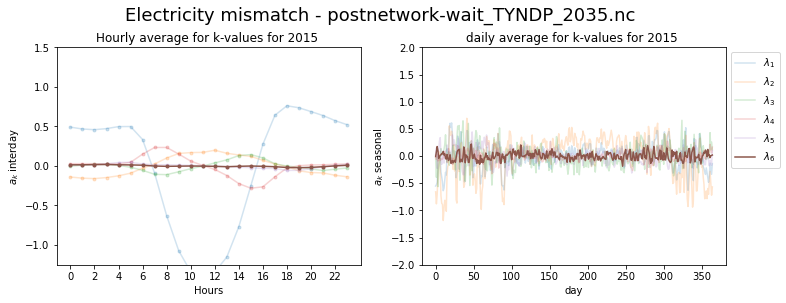 Electricity mismatch - postnetwork-wait_TYNDP_2035.nc
Hourly average for k-values for 2015
a_k interday
1.5
1.0
0.5
0.0
−0.5
−1.0
0 2 4 6 8 10 12 14 16 18 20 22
Hours
daily average for k-values for 2015
a_k seasonal
2.0
1.5
1.0
0.5
0.0
−0.5
−1.0
−1.5
−2.0
0 50 100 150 200 250 300 350
day
λ₁
λ₂
λ₃
λ₄
λ₅
λ₆